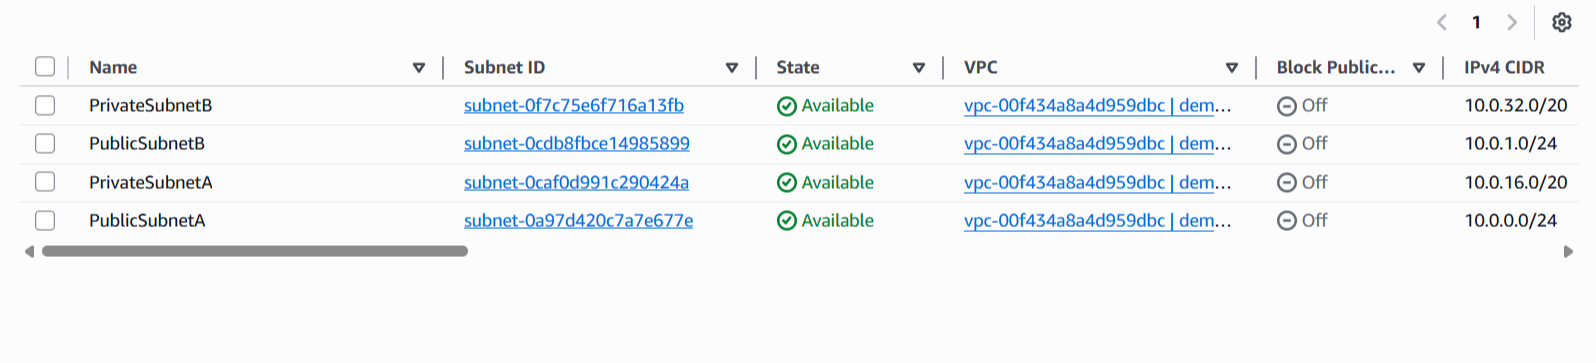 1
Name Subnet ID State VPC Block Public... IPv4 CIDR
PrivateSubnetB subnet-0f7c75e6f716a13fb Available vpc-00f434a8a4d959dbc | dem... Off 10.0.32.0/20
PublicSubnetB subnet-0cdb8fbce14985899 Available vpc-00f434a8a4d959dbc | dem... Off 10.0.1.0/24
PrivateSubnetA subnet-0caf0d991c290424a Available vpc-00f434a8a4d959dbc | dem... Off 10.0.16.0/20
PublicSubnetA subnet-0a97d420c7a7e677e Available vpc-00f434a8a4d959dbc | dem... Off 10.0.0.0/24